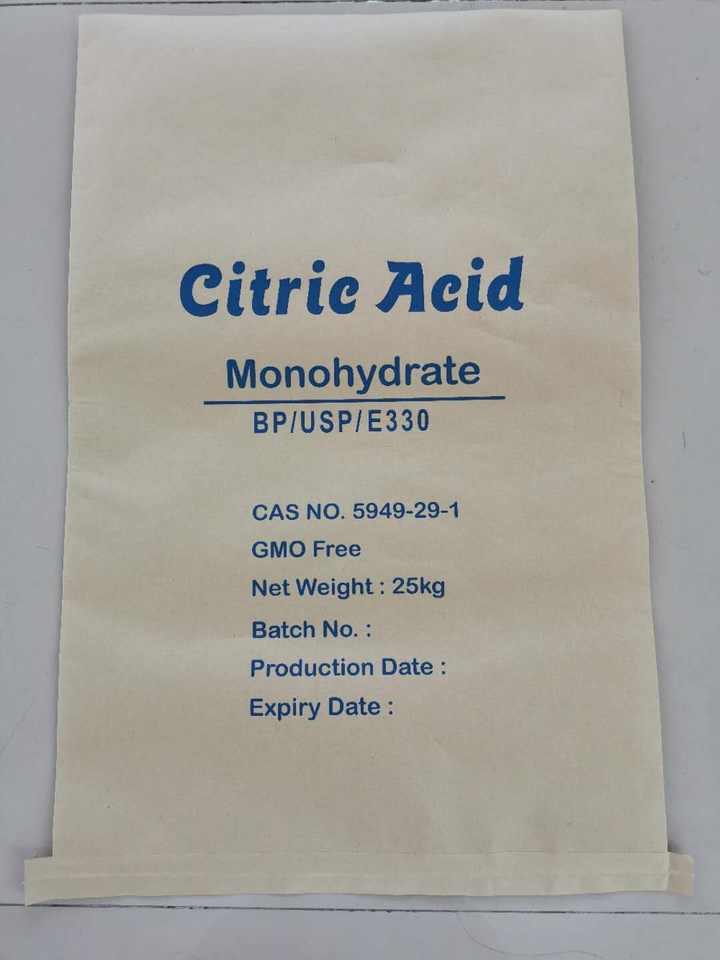 Citric Acid
Monohydrate
BP/USP/E330
CAS NO. 5949-29-1
GMO Free
Net Weight : 25kg
Batch No. :
Production Date :
Expiry Date :